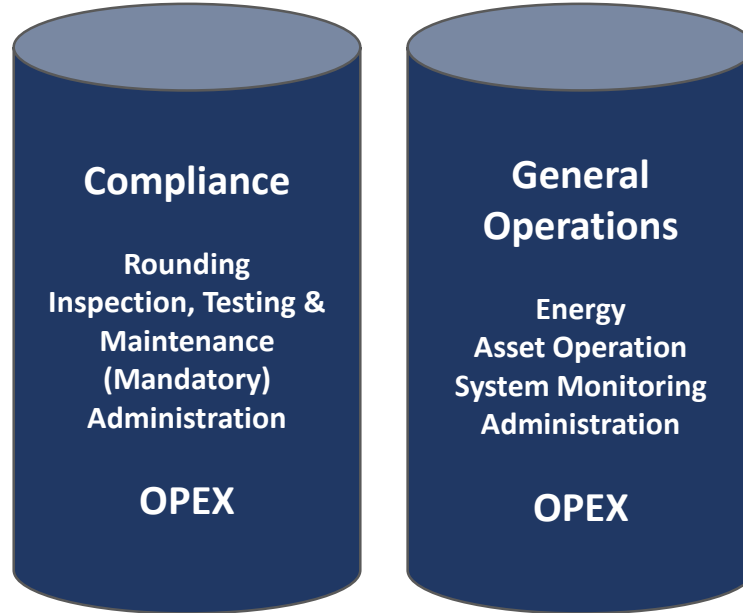 Compliance
Rounding
Inspection, Testing &
Maintenance
(Mandatory)
Administration
OPEX
General
Operations
Energy
Asset Operation
System Monitoring
Administration
OPEX